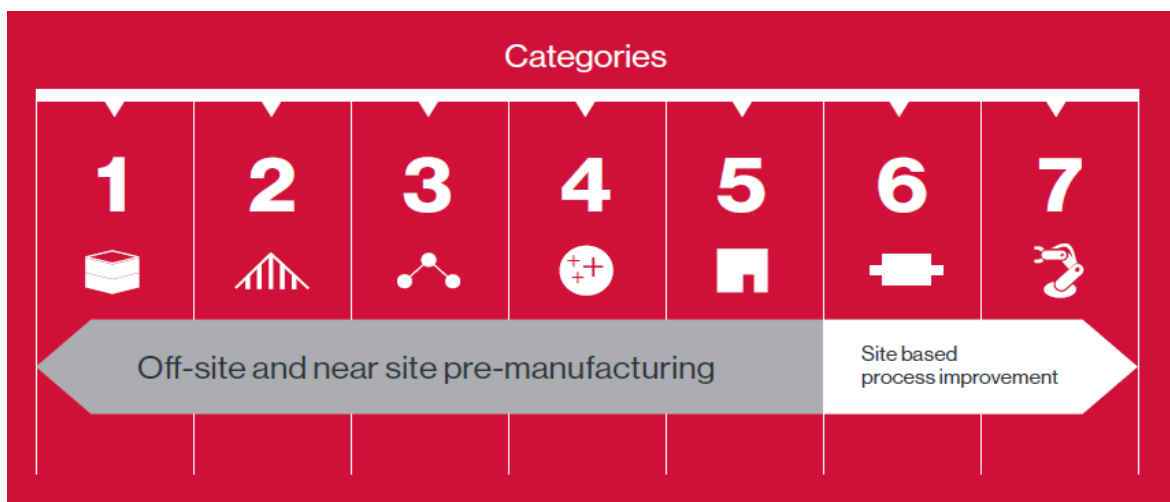 Categories
1 2 3 4 5 6 7
Off-site and near site pre-manufacturing
Site based
process improvement